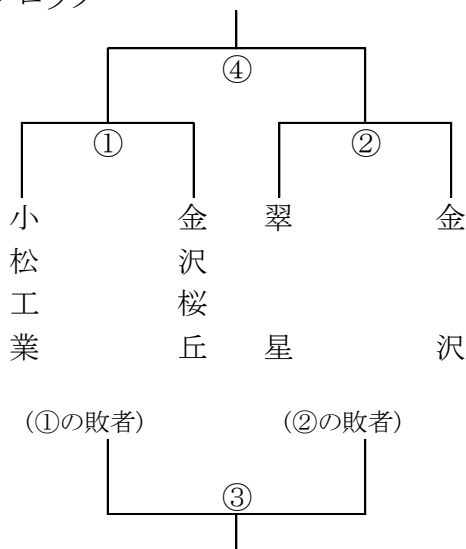 ブロック
④
① ②
小松工業 金沢桜丘 翠星 金沢
(①の敗者) (②の敗者)
③